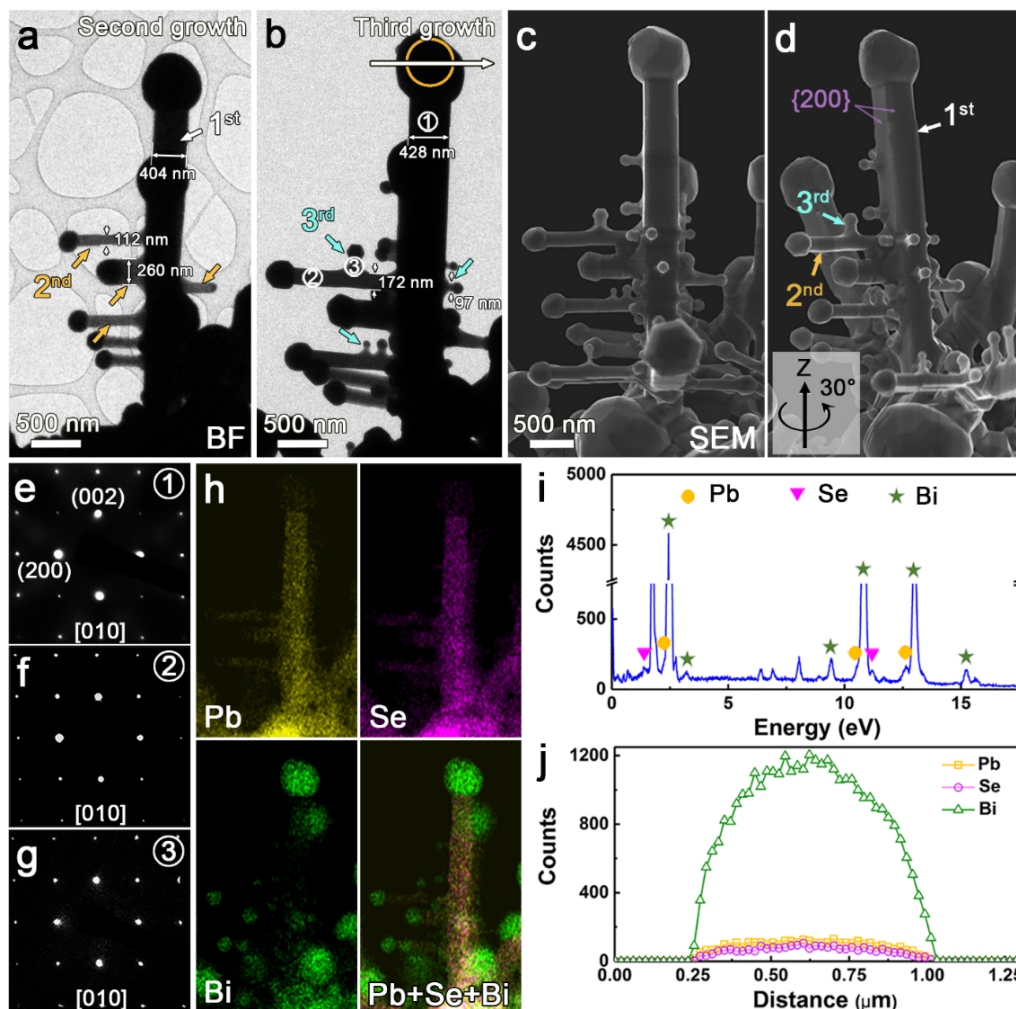 a
Second growth
1st
404 nm
112 nm
2nd
260 nm
500 nm
BF
b
Third growth
①
428 nm
3rd
③
②
172 nm
97 nm
500 nm
c
500 nm
SEM
d
{200}
1st
3rd
2nd
Z
30°
e
①
(002)
(200)
[010]
f
②
[010]
g
③
[010]
h
Pb
Se
Bi
Pb+Se+Bi
i
Pb Se Bi
5000
4500
500
0
Counts
0 5 10 15
Energy (eV)
j
Pb
Se
Bi
1200
800
400
0
Counts
0.00 0.25 0.50 0.75 1.00 1.25
Distance (μm)